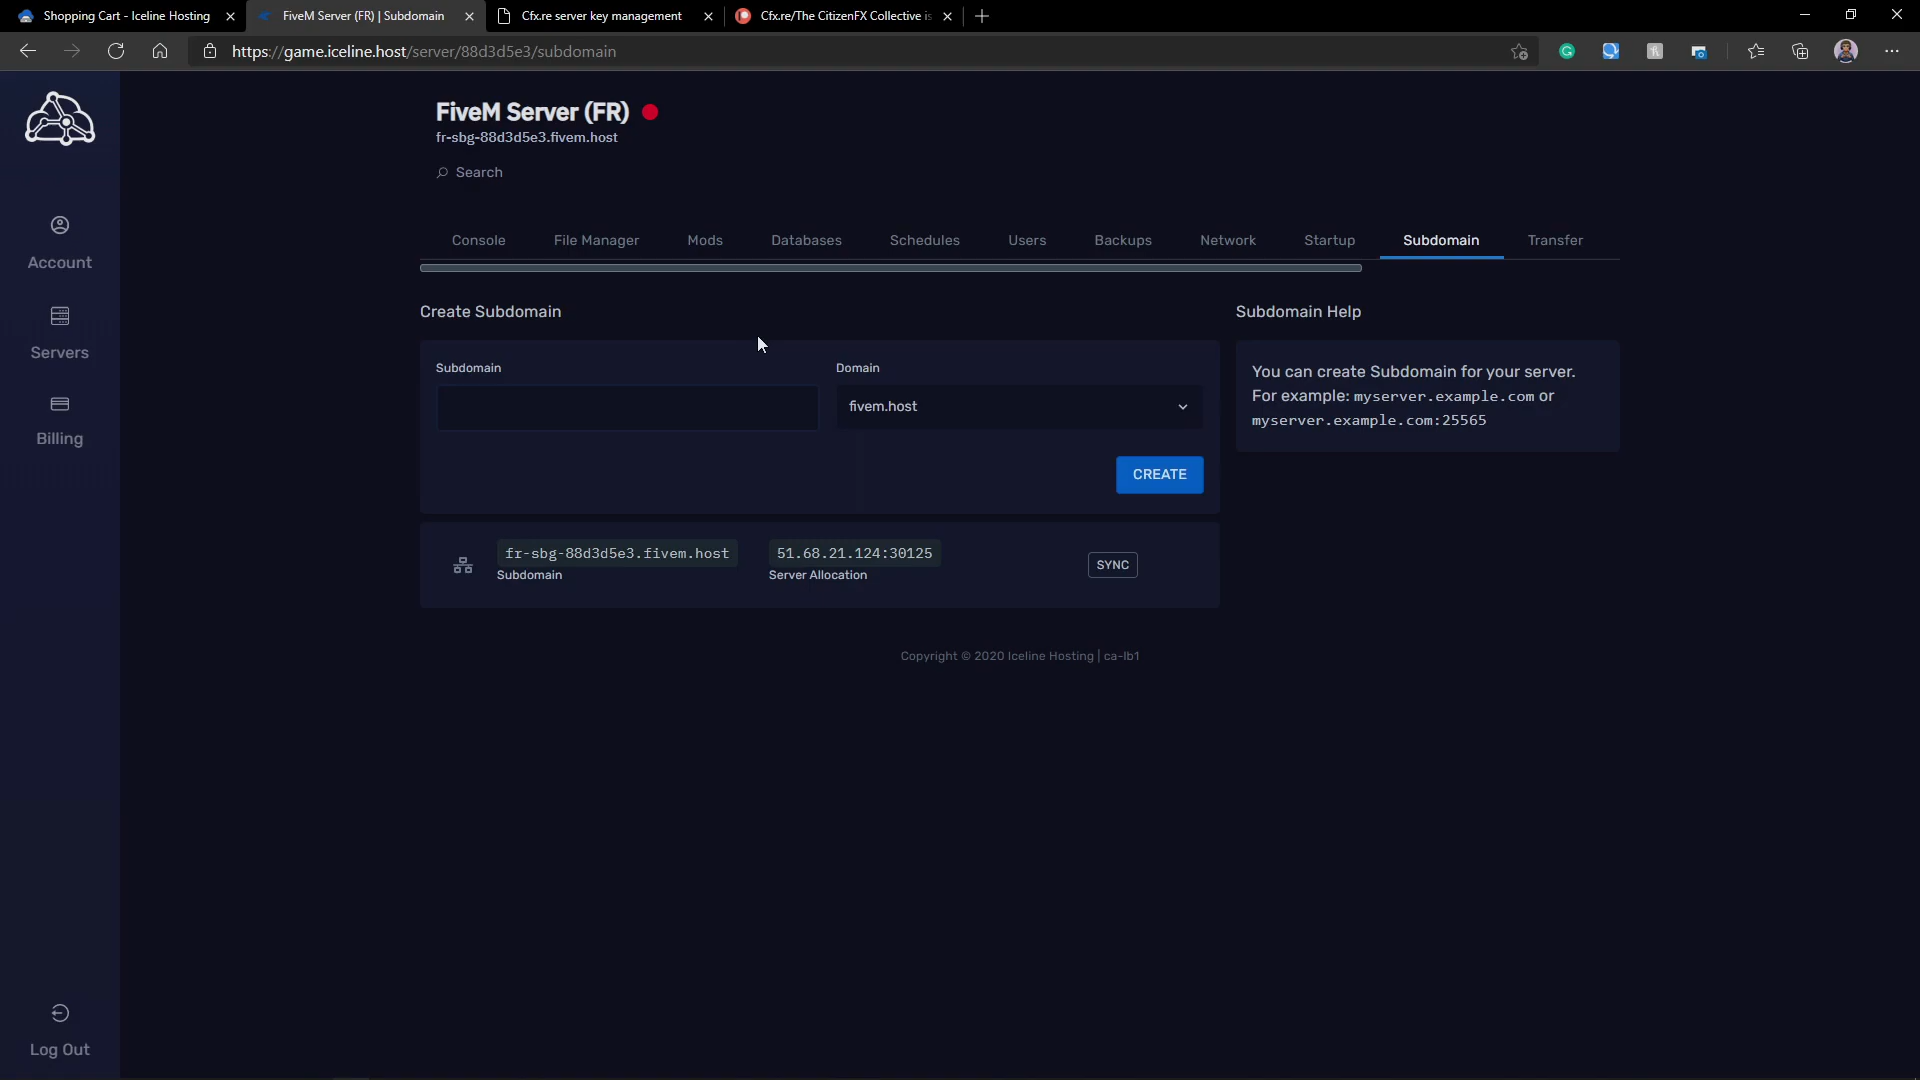 Shopping Cart - Iceline Hosting
FiveM Server (FR) | Subdomain
Cfx.re server key management
Cfx.re/The CitizenFX Collective is
https://game.iceline.host/server/88d3d5e3/subdomain
FiveM Server (FR)
fr-sbg-88d3d5e3.fivem.host
Search
Console
File Manager
Mods
Databases
Schedules
Users
Backups
Network
Startup
Subdomain
Transfer
Account
Servers
Billing
Log Out
Create Subdomain
Subdomain
Domain
fivem.host
CREATE
fr-sbg-88d3d5e3.fivem.host
Subdomain
51.68.21.124:30125
Server Allocation
SYNC
Subdomain Help
You can create Subdomain for your server.
For example: myserver.example.com or
myserver.example.com:25565
Copyright © 2020 Iceline Hosting | ca-lb1